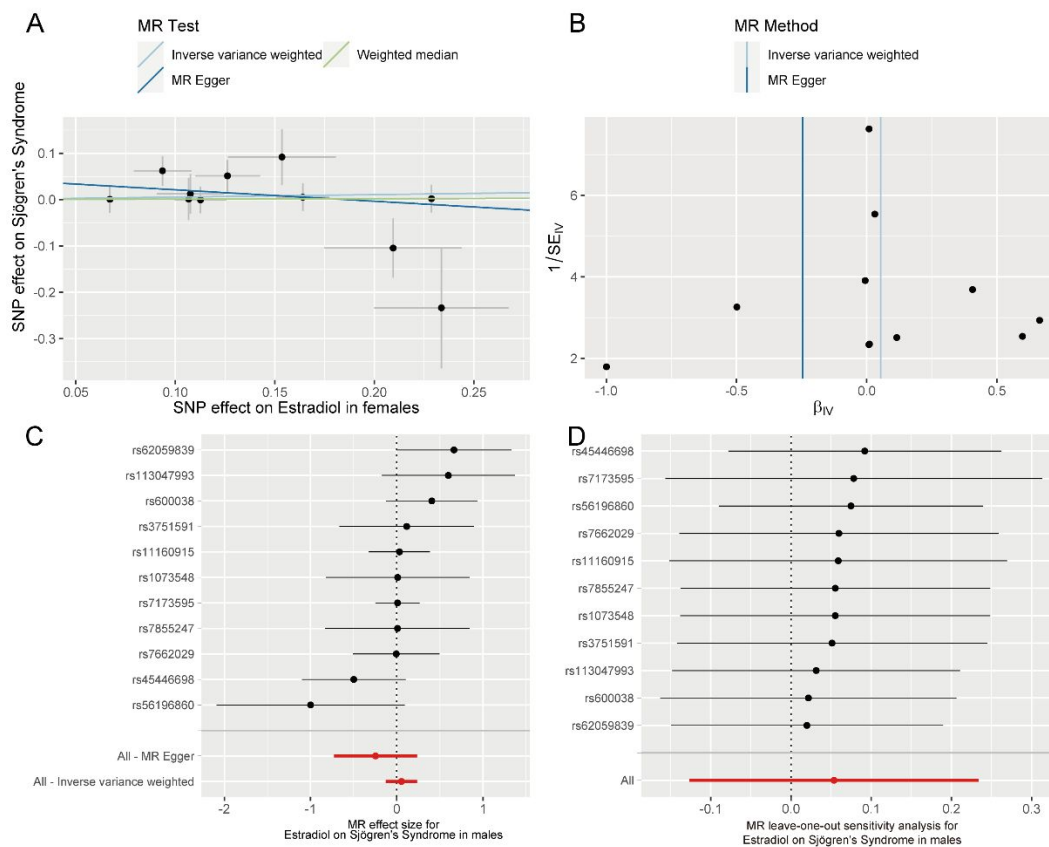 A
MR Test
Inverse variance weighted
Weighted median
MR Egger
SNP effect on Sjögren's Syndrome
0.1
0.0
-0.1
-0.2
-0.3
0.05
0.10
0.15
0.20
0.25
SNP effect on Estradiol in females
B
MR Method
Inverse variance weighted
MR Egger
1/SE_IV
6
4
2
-1.0
-0.5
0.0
0.5
β_IV
C
rs62059839
rs113047993
rs600038
rs3751591
rs11160915
rs1073548
rs7173595
rs7855247
rs7662029
rs45446698
rs56196860
All - MR Egger
All - Inverse variance weighted
-2
-1
0
1
MR effect size for
Estradiol on Sjögren's Syndrome in males
D
rs45446698
rs7173595
rs56196860
rs7662029
rs11160915
rs7855247
rs1073548
rs3751591
rs113047993
rs600038
rs62059839
All
-0.1
0.0
0.1
0.2
0.3
MR leave-one-out sensitivity analysis for
Estradiol on Sjögren's Syndrome in males